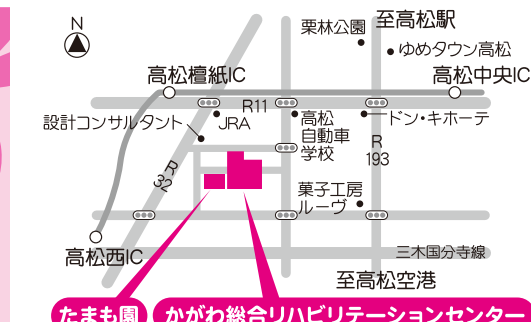 N
至高松駅
栗林公園
ゆめタウン高松
高松檀紙IC
高松中央IC
R11
設計コンサルタント
JRA
高松
自動車
学校
ドン・キホーテ
R
193
R
32
菓子工房
ルーヴ
高松西IC
三木国分寺線
至高松空港
たまも園
かがわ総合リハビリテーションセンター